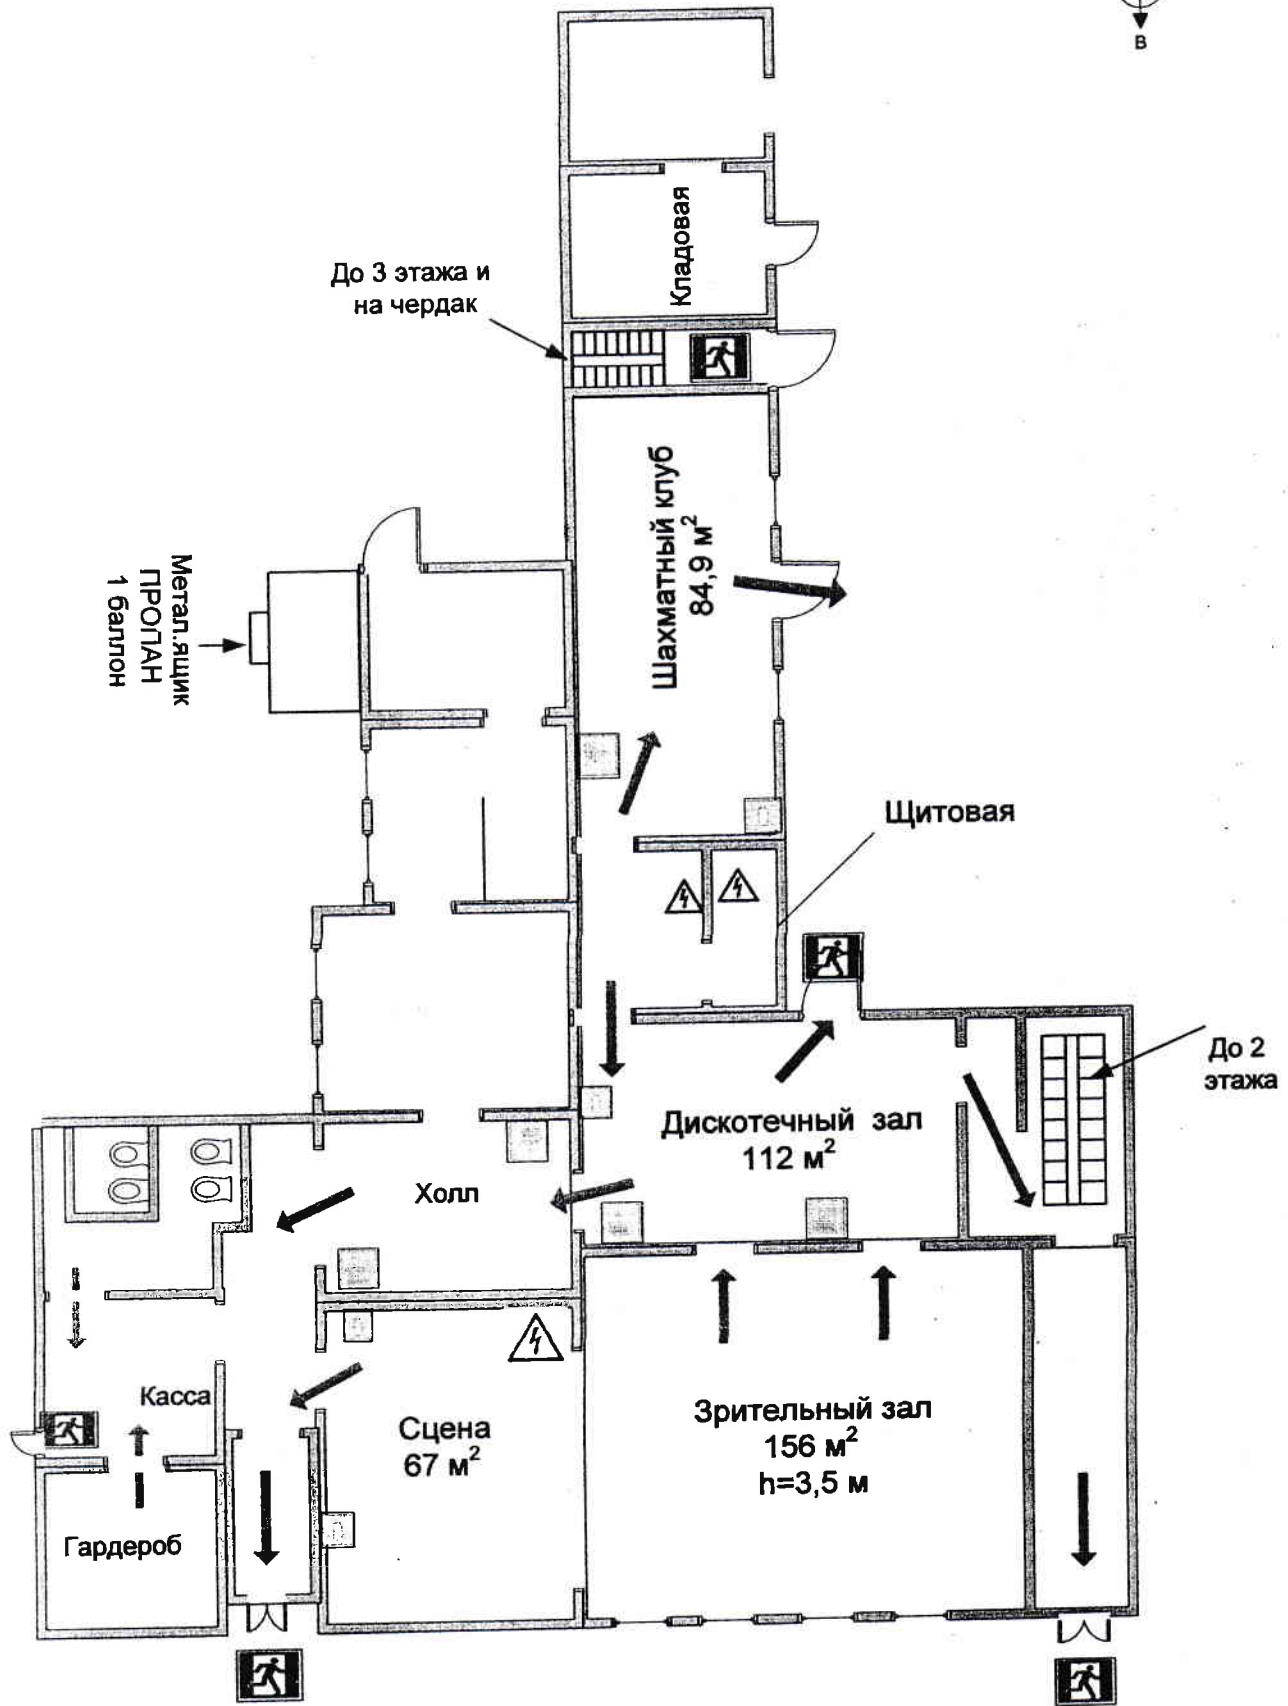 В
Кладовая
До 3 этажа и
на чердак
Шахматный клуб
84,9 м²
Метал.ящик
ПРОПАН
1 баллон
Щитовая
До 2
этажа
Дискотечный зал
112 м²
Холл
Касса
Сцена
67 м²
Зрительный зал
156 м²
h=3,5 м
Гардероб